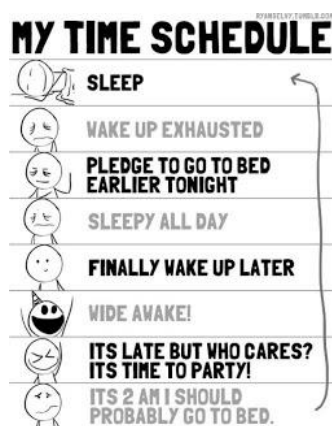 MY TIME SCHEDULE
SLEEP
WAKE UP EXHAUSTED
PLEDGE TO GO TO BED
EARLIER TONIGHT
SLEEPY ALL DAY
FINALLY WAKE UP LATER
WIDE AWAKE!
ITS LATE BUT WHO CARES?
ITS TIME TO PARTY!
ITS 2 AM I SHOULD
PROBABLY GO TO BED.